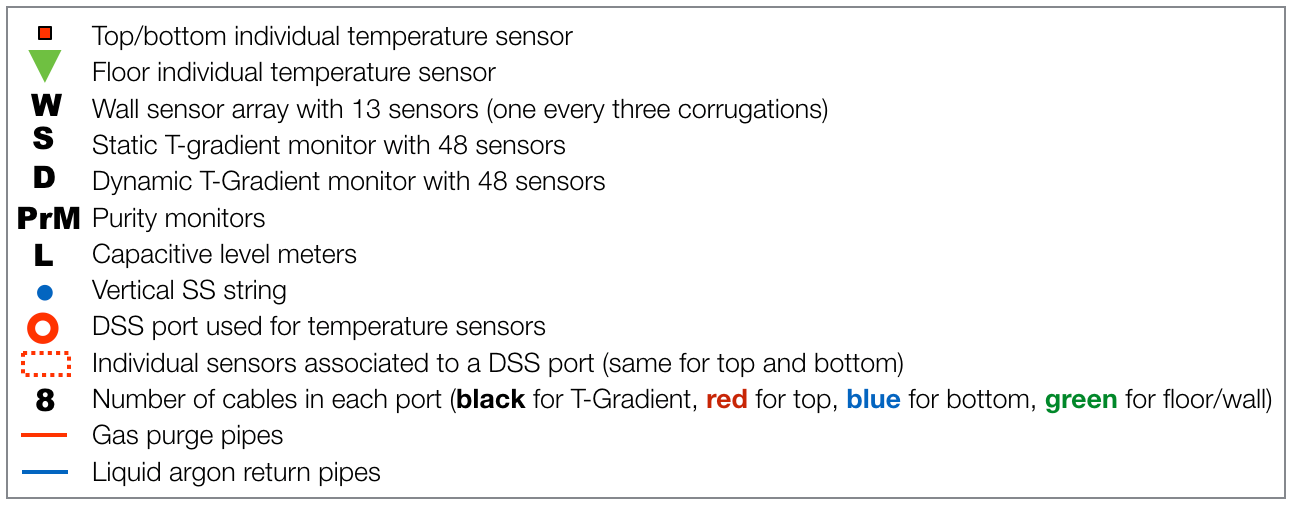 Top/bottom individual temperature sensor
Floor individual temperature sensor
W Wall sensor array with 13 sensors (one every three corrugations)
S Static T-gradient monitor with 48 sensors
D Dynamic T-Gradient monitor with 48 sensors
PrM Purity monitors
L Capacitive level meters
Vertical SS string
DSS port used for temperature sensors
Individual sensors associated to a DSS port (same for top and bottom)
8 Number of cables in each port (black for T-Gradient, red for top, blue for bottom, green for floor/wall)
Gas purge pipes
Liquid argon return pipes